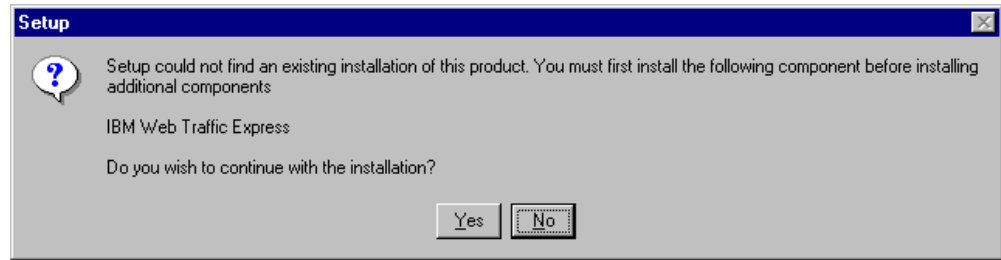 Setup
Setup could not find an existing installation of this product. You must first install the following component before installing
additional components
IBM Web Traffic Express
Do you wish to continue with the installation?
Yes No